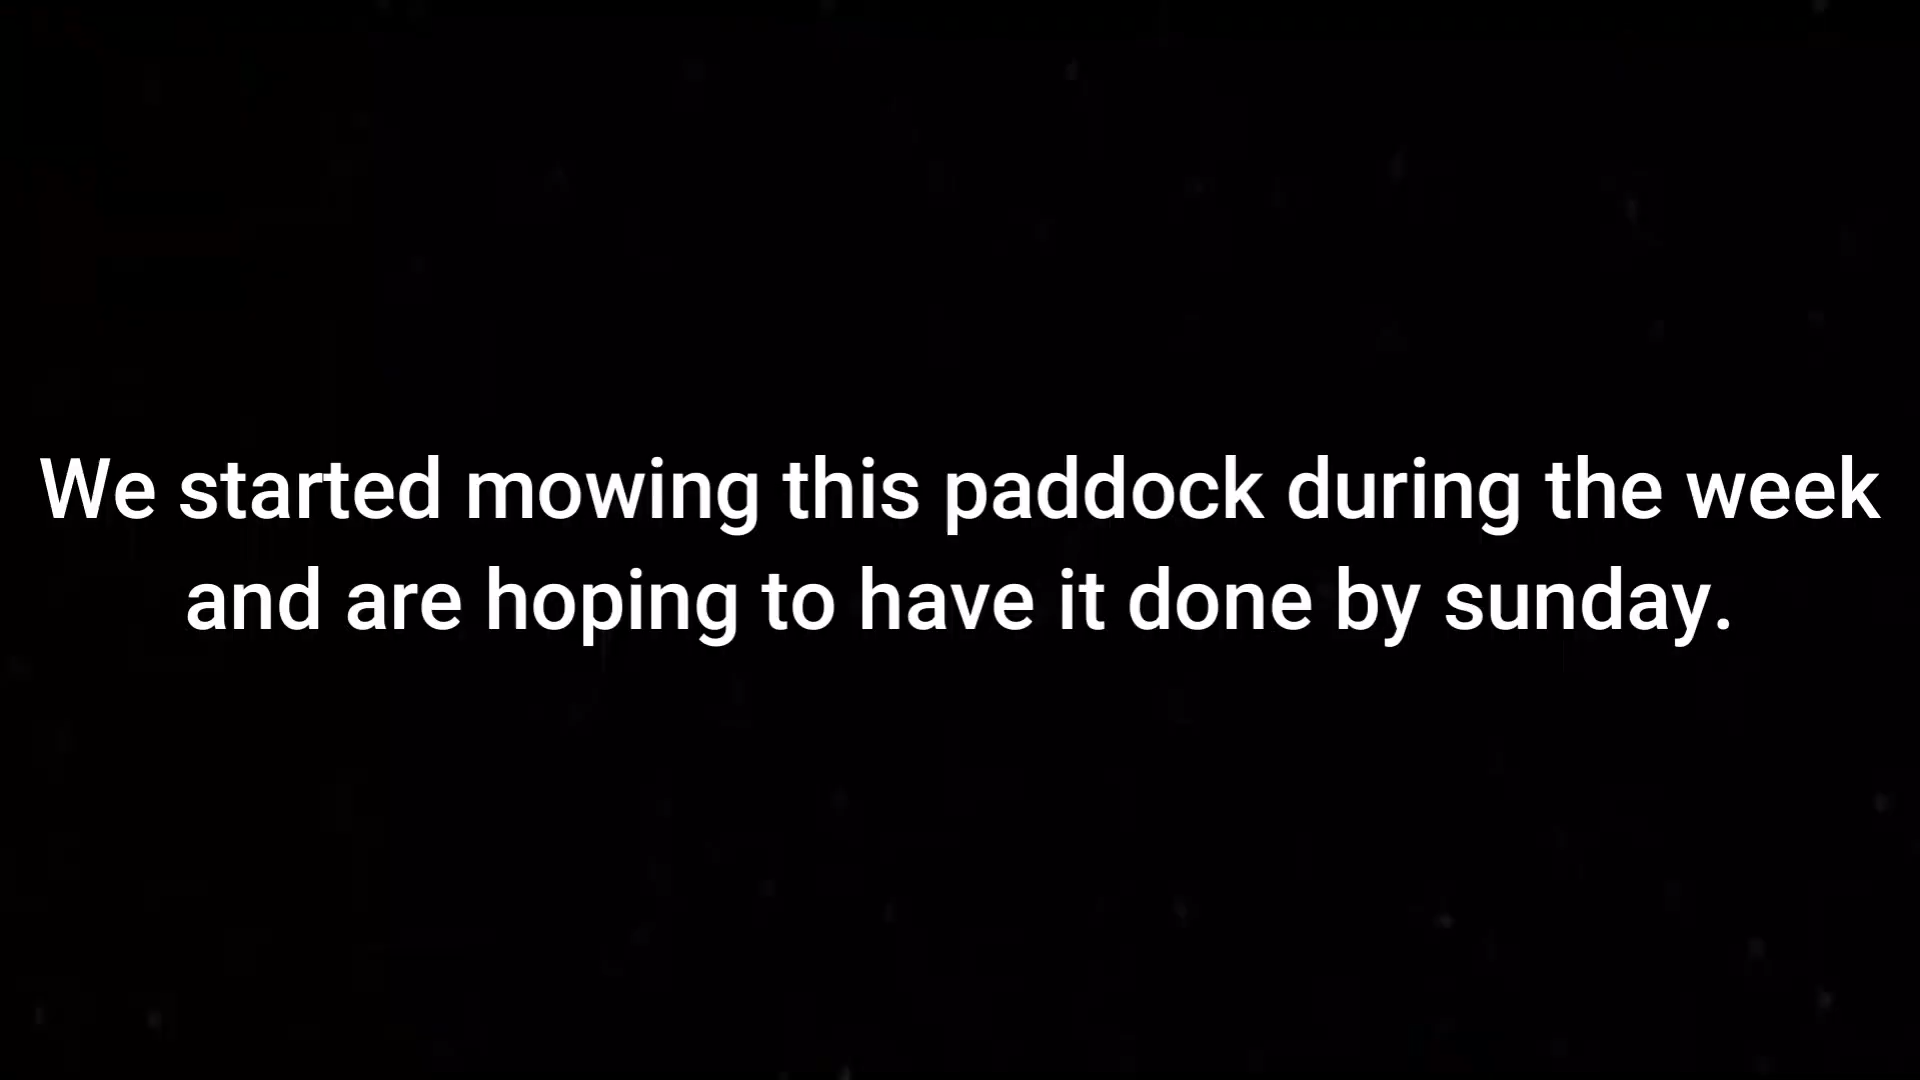 We started mowing this paddock during the week
and are hoping to have it done by sunday.